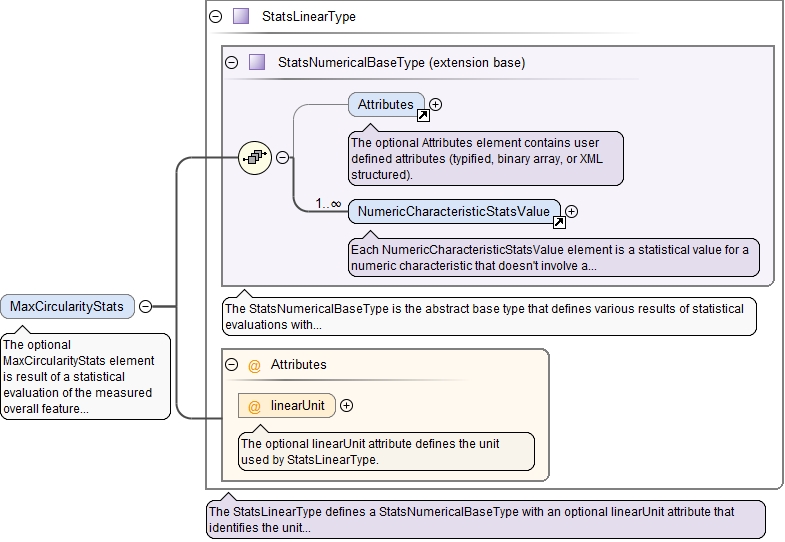 StatsLinearType
StatsNumericalBaseType (extension base)
Attributes
The optional Attributes element contains user
defined attributes (typified, binary array, or XML
structured).
1..∞
NumericCharacteristicStatsValue
Each NumericCharacteristicStatsValue element is a statistical value for a
numeric characteristic that doesn't involve a...
The StatsNumericalBaseType is the abstract base type that defines various results of statistical
evaluations with...
MaxCircularityStats
The optional
MaxCircularityStats element
is result of a statistical
evaluation of the measured
overall feature...
@ Attributes
@ linearUnit
The optional linearUnit attribute defines the unit
used by StatsLinearType.
The StatsLinearType defines a StatsNumericalBaseType with an optional linearUnit attribute that
identifies the unit...